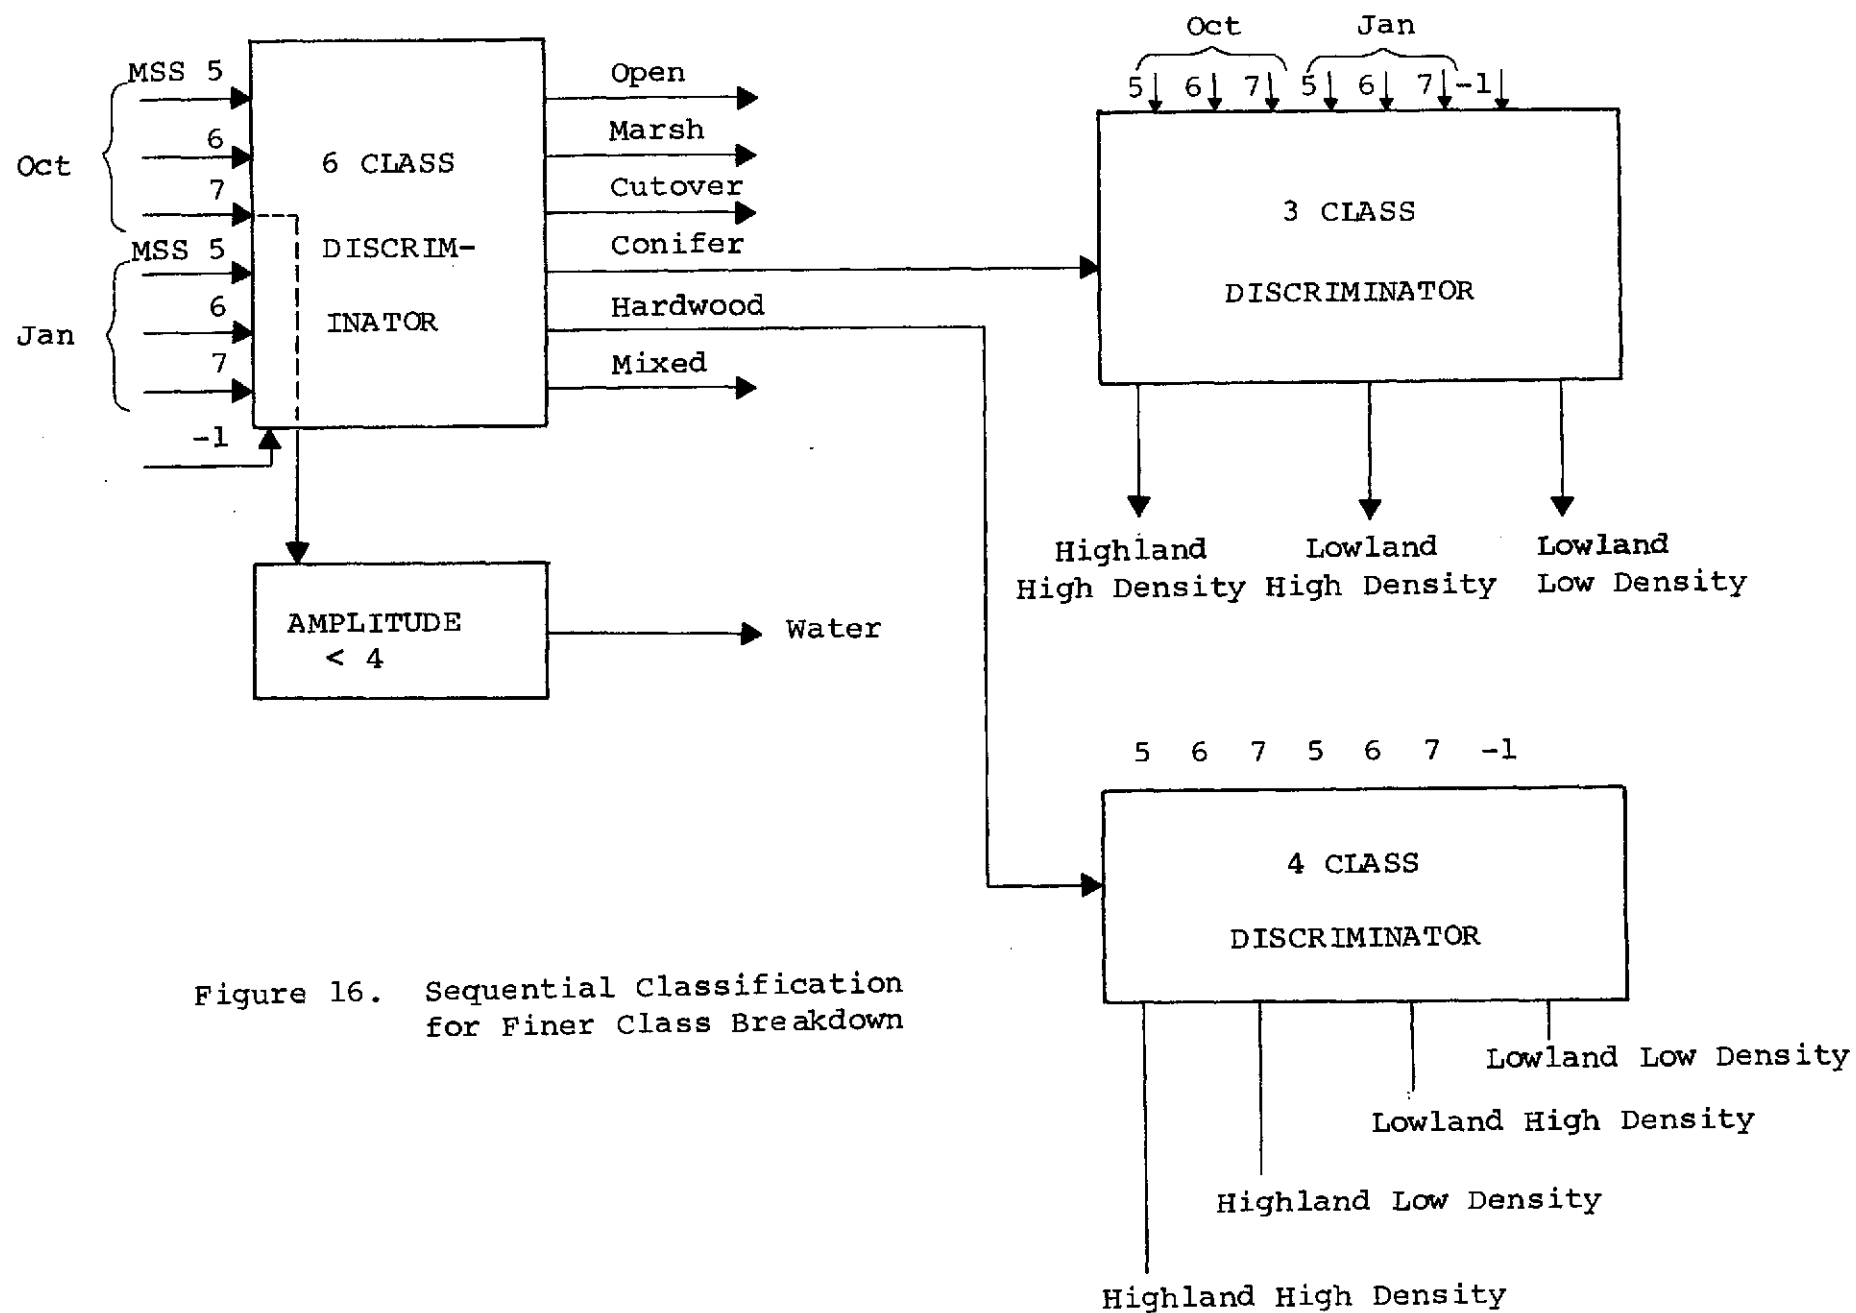 Oct
MSS 5
6
7
Jan
MSS 5
6
7
-1
6 CLASS
DISCRIM-
INATOR
Open
Marsh
Cutover
Conifer
Hardwood
Mixed
AMPLITUDE
< 4
Water
Oct Jan
5 6 7 5 6 7 -1
3 CLASS
DISCRIMINATOR
Highland
High Density
Lowland
High Density
Lowland
Low Density
5 6 7 5 6 7 -1
4 CLASS
DISCRIMINATOR
Lowland Low Density
Lowland High Density
Highland Low Density
Highland High Density
Figure 16. Sequential Classification
for Finer Class Breakdown